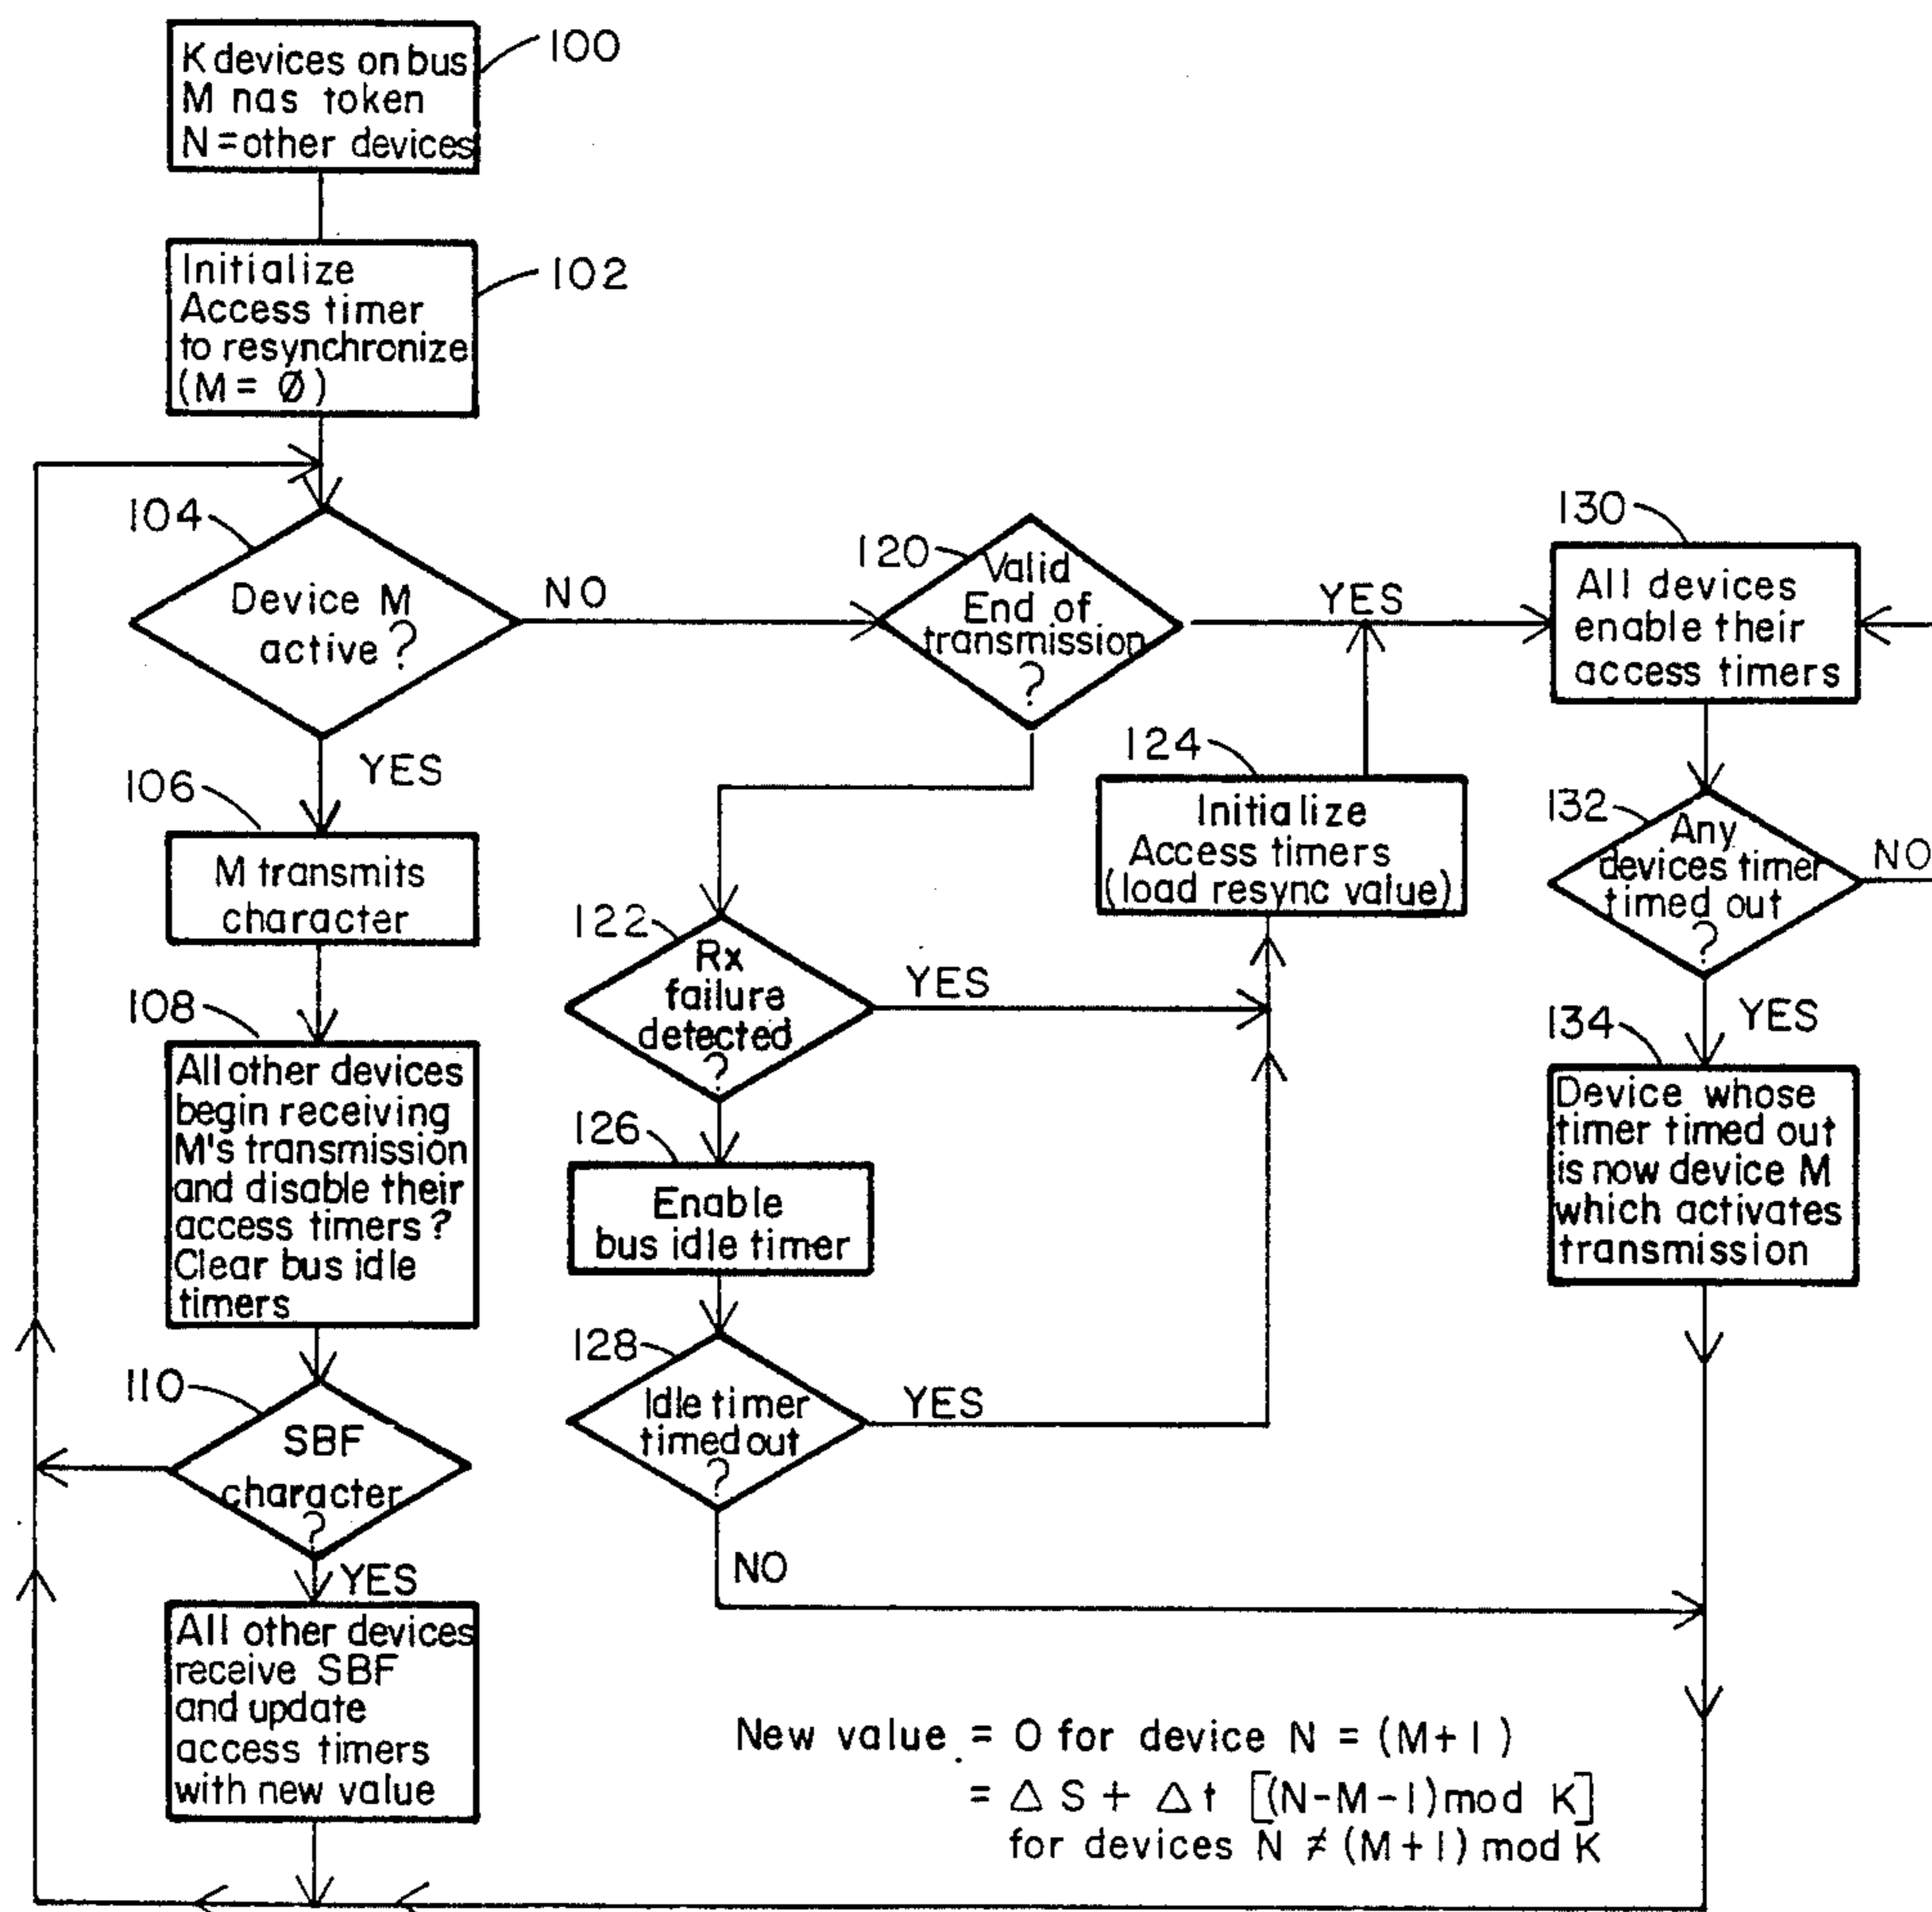 100
K devices on bus
M nas token
N = other devices
102
Initialize
Access timer
to resynchronize
(M = Ø)
104
Device M
active ?
NO
YES
106
M transmits
character
108
All other devices
begin receiving
M's transmission
and disable their
access timers ?
Clear bus idle
timers
110
SBF
character
?
YES
All other devices
receive SBF
and update
access timers
with new value
120
Valid
End of
transmission
?
YES
122
Rx
failure
detected
?
YES
124
Initialize
Access timers
(load resync value)
126
Enable
bus idle timer
128
Idle timer
timed out
?
YES
NO
130
All devices
enable their
access timers
132
Any
devices timer
timed out
?
NO
YES
134
Device whose
timer timed out
is now device M
which activates
transmission
New value = 0 for device N = (M+1)
= Δ S + Δ t [(N-M-1) mod K]
for devices N ≠ (M+1) mod K